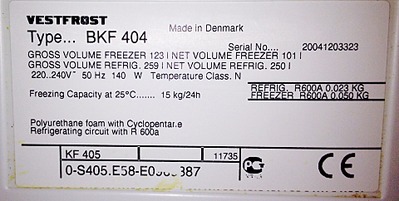 VESTFROST
Made in Denmark
Type... BKF 404
Serial No.... 20041203323
GROSS VOLUME FREEZER 123 l NET VOLUME FREEZER 101 l
GROSS VOLUME REFRIG. 259 l NET VOLUME REFRIG. 250 l
220..240~ 50 Hz 140 W Temperature Class. N
Freezing Capacity at 25°C.... 15 kg/24h
REFRIG. R600A 0.023 KG
FREEZER R600A 0.050 KG
Polyurethane foam with Cyclopentane
Refrigerating circuit with R 600a
KF 405 11735
CE